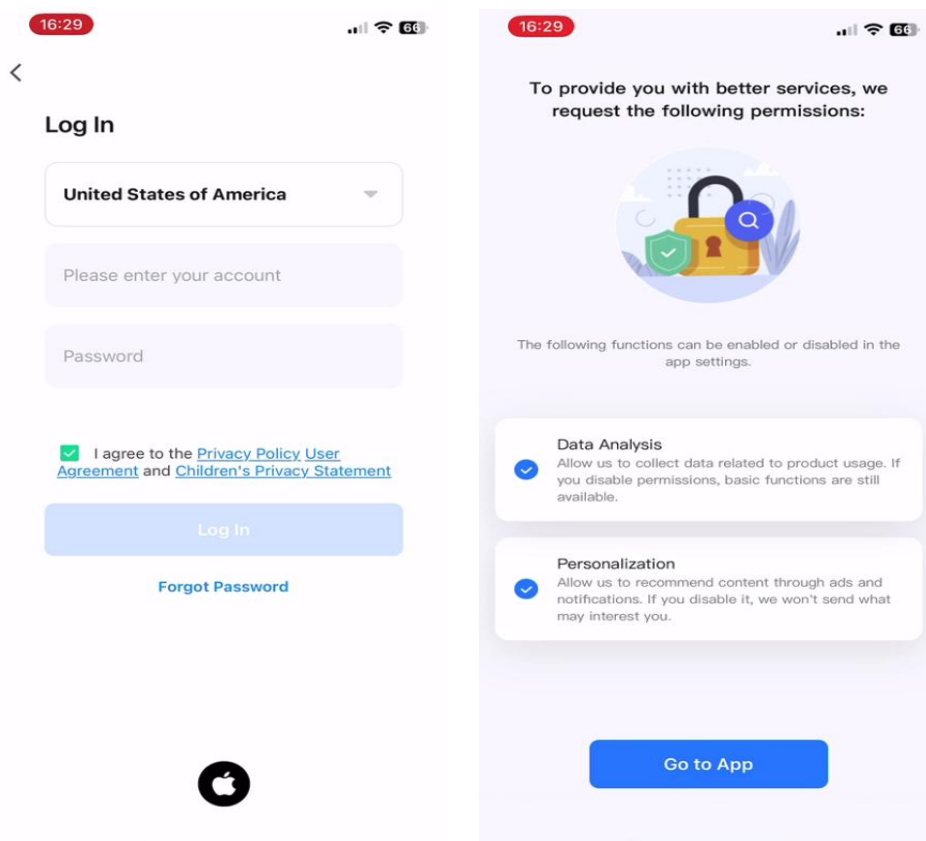 16:29
66
Log In
United States of America
Please enter your account
Password
I agree to the Privacy Policy User
Agreement and Children's Privacy Statement
Log In
Forgot Password
16:29
66
To provide you with better services, we
request the following permissions:
The following functions can be enabled or disabled in the
app settings.
Data Analysis
Allow us to collect data related to product usage. If
you disable permissions, basic functions are still
available.
Personalization
Allow us to recommend content through ads and
notifications. If you disable it, we won't send what
may interest you.
Go to App